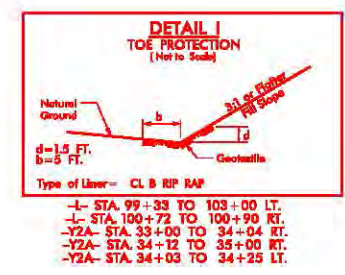 DETAIL 1
TOE PROTECTION
(Not to Scale)
3:1 or Flatter
Fill Slope
Natural
Ground
b
d
d=1.5 FT.
b=5 FT.
Geotextile
Type of Liner= CL B RIP RAP
-L- STA. 99+33 TO 103+00 LT.
-L- STA. 100+72 TO 100+90 RT.
-Y2A- STA. 33+00 TO 34+04 RT.
-Y2A- STA. 34+12 TO 35+00 RT.
-Y2A- STA. 34+03 TO 34+25 LT.